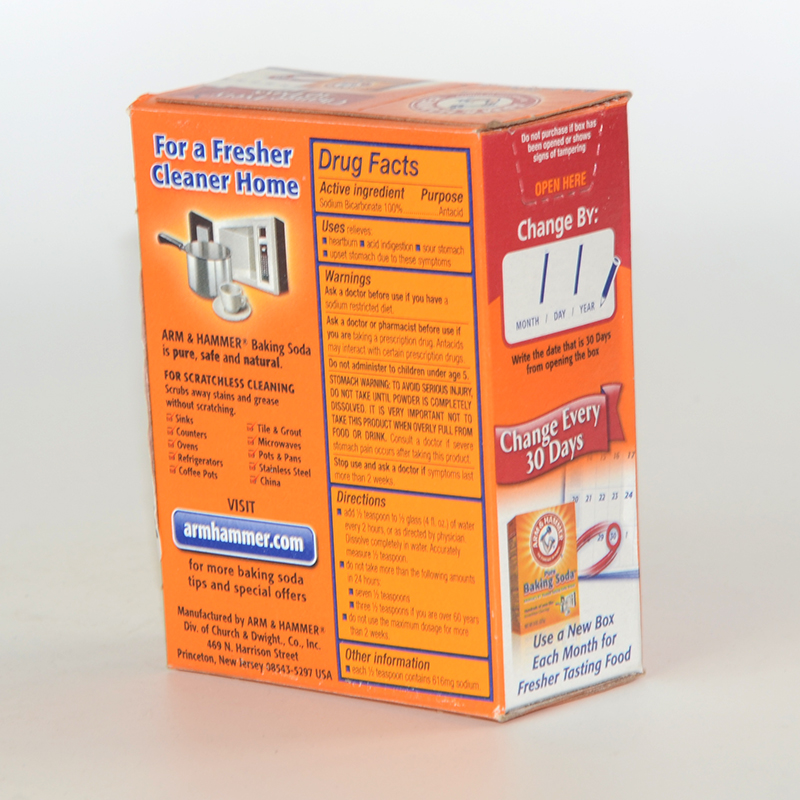 For a Fresher
Cleaner Home
ARM & HAMMER® Baking Soda
is pure, safe and natural.
FOR SCRATCHLESS CLEANING
Scrubs away stains and grease
without scratching.
Sinks
Counters
Ovens
Refrigerators
Coffee Pots
Tile & Grout
Microwaves
Pots & Pans
Stainless Steel
China
VISIT
armhammer.com
for more baking soda
tips and special offers
Manufactured by ARM & HAMMER®
Div. of Church & Dwight., Co., Inc.
469 N. Harrison Street
Princeton, New Jersey 08543-5297 USA
Drug Facts
Active ingredient Purpose
Sodium Bicarbonate 100% Antacid
Uses relieves:
heartburn acid indigestion sour stomach
upset stomach due to these symptoms
Warnings
Ask a doctor before use if you have a
sodium restricted diet.
Ask a doctor or pharmacist before use if
you are taking a prescription drug. Antacids
may interact with certain prescription drugs.
Do not administer to children under age 5.
STOMACH WARNING: TO AVOID SERIOUS INJURY,
DO NOT TAKE UNTIL POWDER IS COMPLETELY
DISSOLVED. IT IS VERY IMPORTANT NOT TO
TAKE THIS PRODUCT WHEN OVERLY FULL FROM
FOOD OR DRINK. Consult a doctor if severe
stomach pain occurs after taking this product.
Stop use and ask a doctor if symptoms last
more than 2 weeks.
Directions
add ½ teaspoon to ½ glass (4 fl. oz.) of water
every 2 hours, or as directed by physician.
Dissolve completely in water. Accurately
measure ½ teaspoon.
do not take more than the following amounts
in 24 hours:
seven ½ teaspoons
three ½ teaspoons if you are over 60 years
do not use the maximum dosage for more
than 2 weeks
Other information
each ½ teaspoon contains 616mg sodium
Do not purchase if box has
been opened or shows
signs of tampering
OPEN HERE
Change By:
/ /
MONTH / DAY / YEAR
Write the date that is 30 Days
from opening the box
Change Every
30 Days
16 17
20 21 22 23 24
29 30
ARM & HAMMER
Pure
Baking Soda
Use a New Box
Each Month for
Fresher Tasting Food